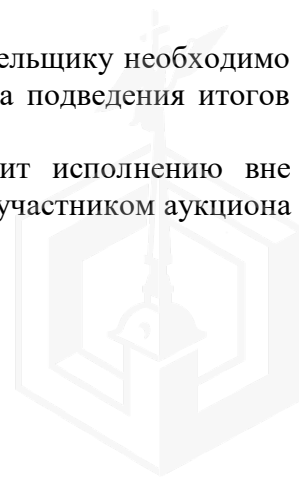 ельщику необходимо
а подведения итогов
ит исполнению вне
участником аукциона